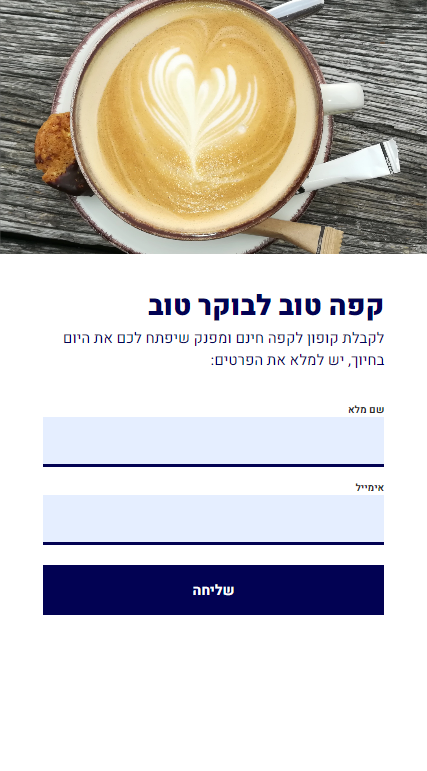 קפה טוב לבוקר טוב
לקבלת קופון לקפה חינם ומפנק שיפתח לכם את היום
בחיוך, יש למלא את הפרטים:
שם מלא
אימייל
שליחה